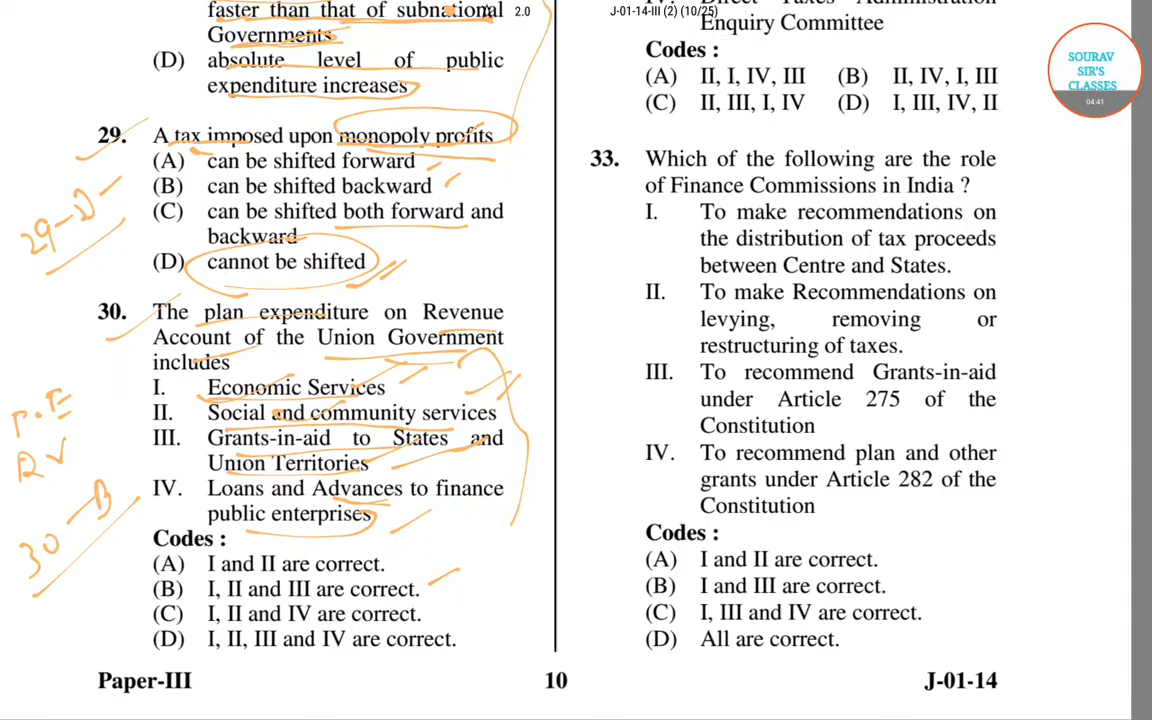 faster than that of subnational
Governments
(D) absolute level of public
expenditure increases
29. A tax imposed upon monopoly profits
(A) can be shifted forward
(B) can be shifted backward
(C) can be shifted both forward and
backward
(D) cannot be shifted
29-D
30. The plan expenditure on Revenue
Account of the Union Government
includes
I. Economic Services
II. Social and community services
III. Grants-in-aid to States and
Union Territories
IV. Loans and Advances to finance
public enterprises
P.E
RV
30-B
Codes :
(A) I and II are correct.
(B) I, II and III are correct.
(C) I, II and IV are correct.
(D) I, II, III and IV are correct.
2.0
J-01-14-III (2) (10/25)
Enquiry Committee
Codes :
(A) II, I, IV, III (B) II, IV, I, III
(C) II, III, I, IV (D) I, III, IV, II
33. Which of the following are the role
of Finance Commissions in India ?
I. To make recommendations on
the distribution of tax proceeds
between Centre and States.
II. To make Recommendations on
levying, removing or
restructuring of taxes.
III. To recommend Grants-in-aid
under Article 275 of the
Constitution
IV. To recommend plan and other
grants under Article 282 of the
Constitution
Codes :
(A) I and II are correct.
(B) I and III are correct.
(C) I, III and IV are correct.
(D) All are correct.
SOURAV
SIR'S
CLASSES
04:41
Paper-III 10 J-01-14